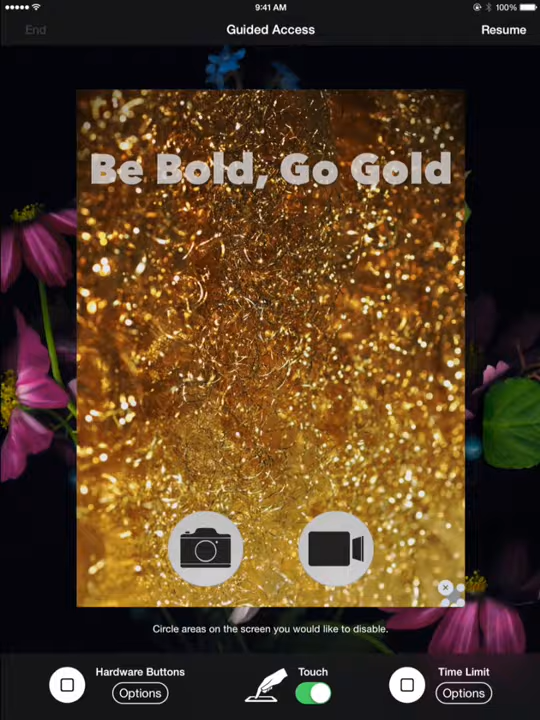 9:41 AM
100%
End
Guided Access
Resume
Be Bold, Go Gold
Circle areas on the screen you would like to disable.
Hardware Buttons
Options
Touch
Time Limit
Options